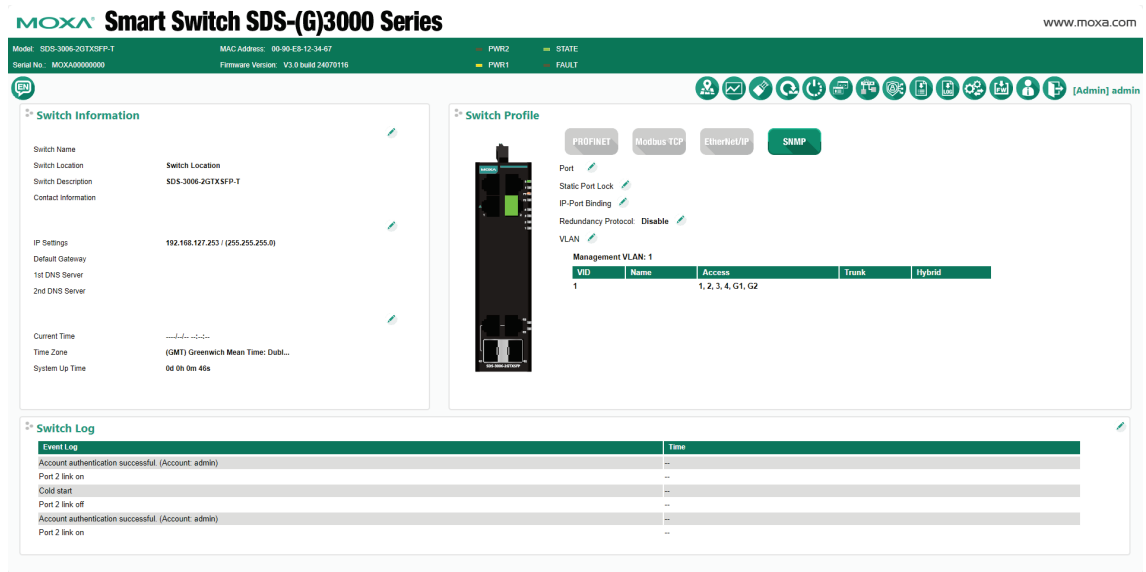 MOXA Smart Switch SDS-(G)3000 Series
www.moxa.com
Model: SDS-3006-2GTXSFP-T MAC Address: 00-90-E8-12-34-67 PWR2 STATE
Serial No.: MOXA00000000 Firmware Version: V3.0 build 24070116 PWR1 FAULT
EN
LOG FW [Admin] admin
Switch Information
Switch Name
Switch Location Switch Location
Switch Description SDS-3006-2GTXSFP-T
Contact Information
IP Settings 192.168.127.253 / (255.255.255.0)
Default Gateway
1st DNS Server
2nd DNS Server
Current Time ----/--/-- --:--:--
Time Zone (GMT) Greenwich Mean Time: Dubl...
System Up Time 0d 0h 0m 46s
Switch Profile
PROFINET Modbus TCP EtherNet/IP SNMP
MOXA
SDS-3006-2GTXSFP
Port
Static Port Lock
IP-Port Binding
Redundancy Protocol: Disable
VLAN
Management VLAN: 1
VID Name Access Trunk Hybrid
1 1, 2, 3, 4, G1, G2
Switch Log
Event Log Time
Account authentication successful. (Account: admin) --
Port 2 link on --
Cold start --
Port 2 link off --
Account authentication successful. (Account: admin) --
Port 2 link on --